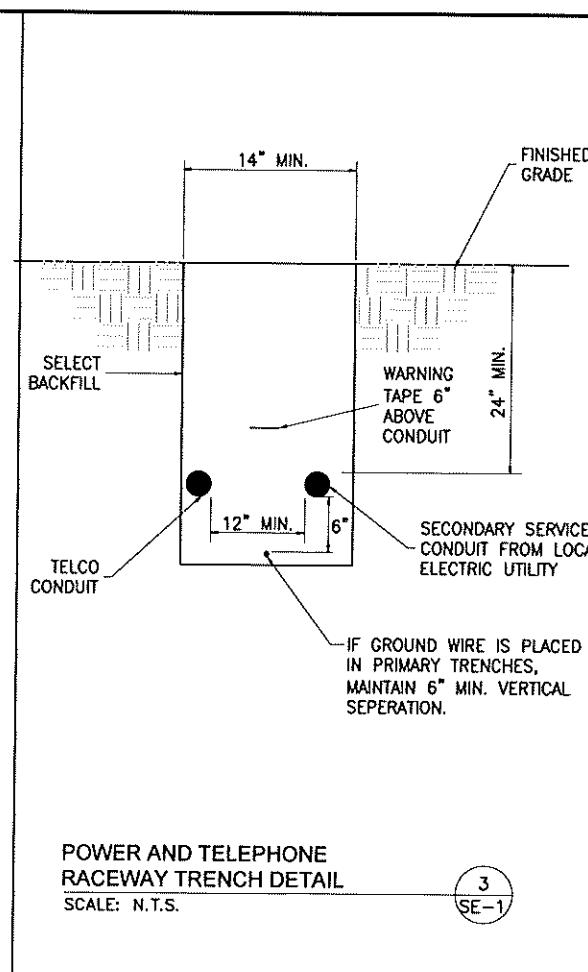 14" MIN.
FINISHED
GRADE
SELECT
BACKFILL
WARNING
TAPE 6"
ABOVE
CONDUIT
24" MIN.
12" MIN.
6"
TELCO
CONDUIT
SECONDARY SERVICE
CONDUIT FROM LOCA
ELECTRIC UTILITY
IF GROUND WIRE IS PLACED
IN PRIMARY TRENCHES,
MAINTAIN 6" MIN. VERTICAL
SEPERATION.
POWER AND TELEPHONE
RACEWAY TRENCH DETAIL
SCALE: N.T.S.
3
SE-1